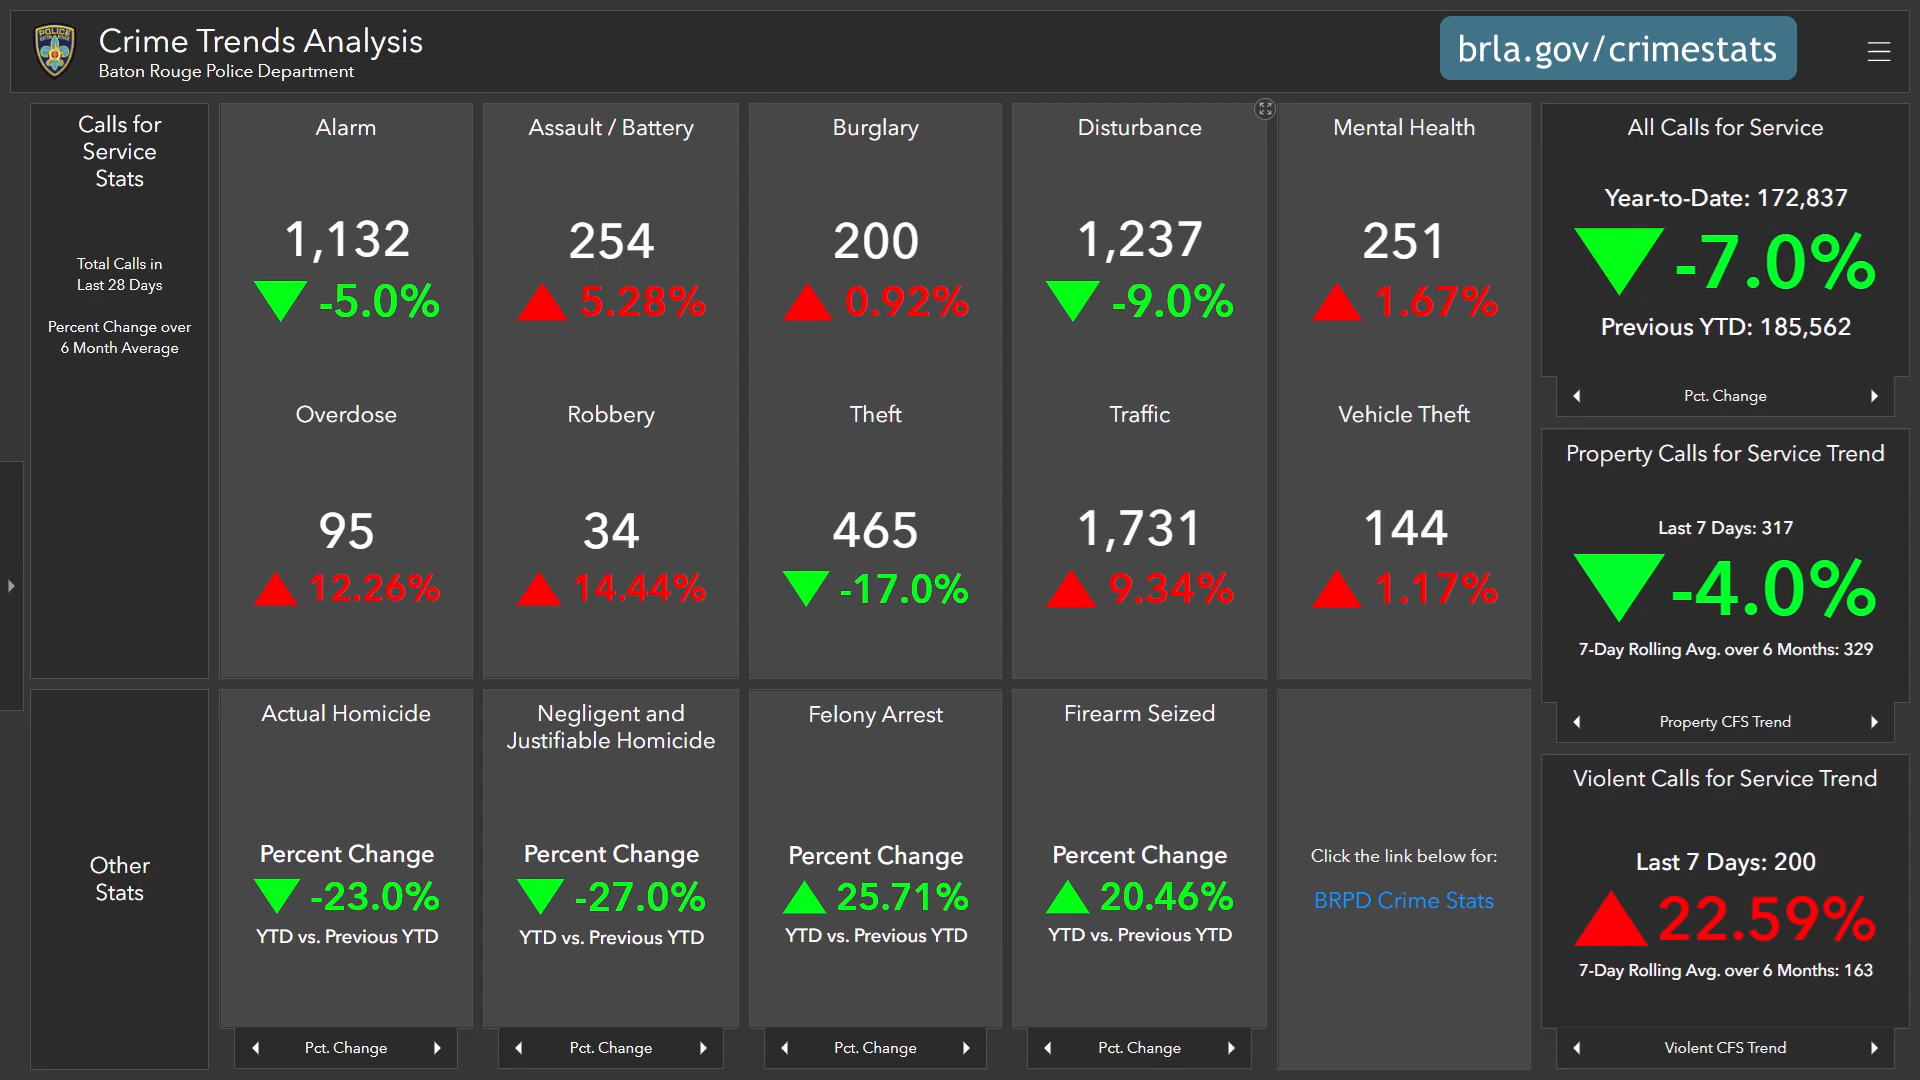 POLICE
Crime Trends Analysis
Baton Rouge Police Department
brla.gov/crimestats
Calls for
Service
Stats
Total Calls in
Last 28 Days
Percent Change over
6 Month Average
Alarm
1,132
-5.0%
Assault / Battery
254
5.28%
Burglary
200
0.92%
Disturbance
1,237
-9.0%
Mental Health
251
1.67%
Overdose
95
12.26%
Robbery
34
14.44%
Theft
465
-17.0%
Traffic
1,731
9.34%
Vehicle Theft
144
1.17%
All Calls for Service
Year-to-Date: 172,837
-7.0%
Previous YTD: 185,562
Pct. Change
Property Calls for Service Trend
Last 7 Days: 317
-4.0%
7-Day Rolling Avg. over 6 Months: 329
Property CFS Trend
Violent Calls for Service Trend
Last 7 Days: 200
22.59%
7-Day Rolling Avg. over 6 Months: 163
Violent CFS Trend
Other
Stats
Actual Homicide
Percent Change
-23.0%
YTD vs. Previous YTD
Pct. Change
Negligent and
Justifiable Homicide
Percent Change
-27.0%
YTD vs. Previous YTD
Pct. Change
Felony Arrest
Percent Change
25.71%
YTD vs. Previous YTD
Pct. Change
Firearm Seized
Percent Change
20.46%
YTD vs. Previous YTD
Pct. Change
Click the link below for:
BRPD Crime Stats